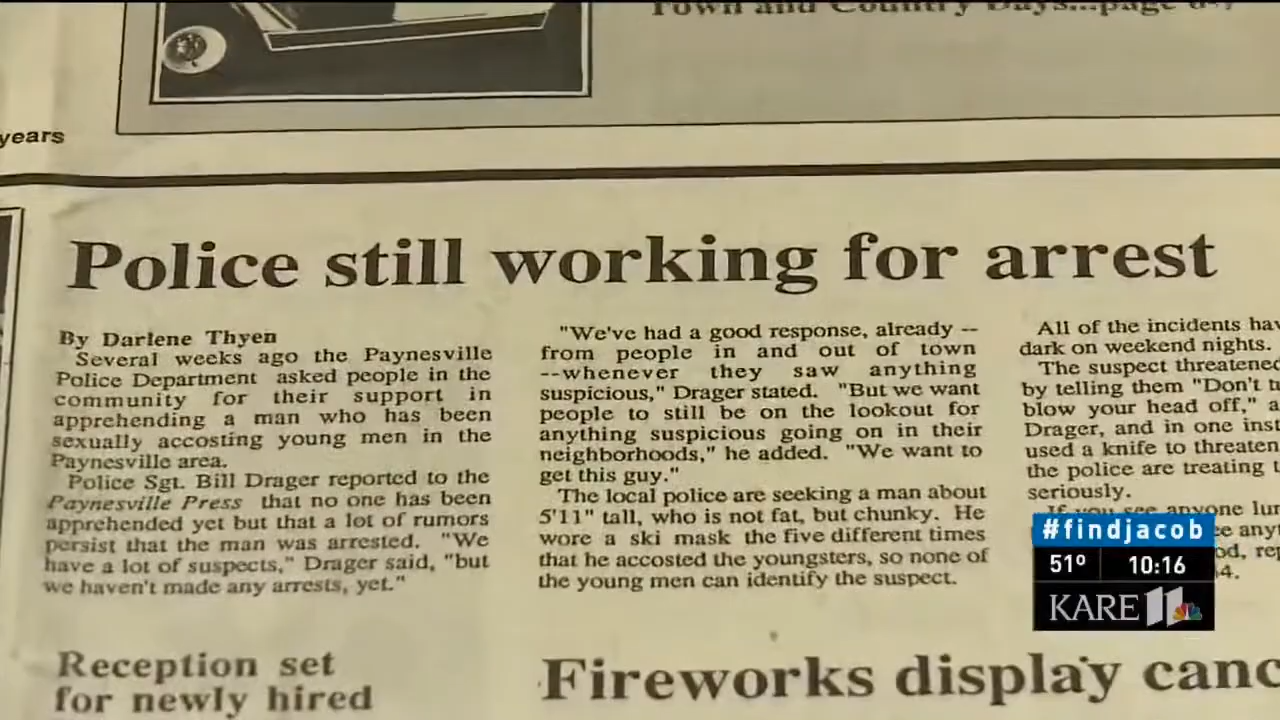 Town and Country Days...page
years
Police still working for arrest
By Darlene Thyen
Several weeks ago the Paynesville
Police Department asked people in the
community for their support in
apprehending a man who has been
sexually accosting young men in the
Paynesville area.
Police Sgt. Bill Drager reported to the
Paynesville Press that no one has been
apprehended yet but that a lot of rumors
persist that the man was arrested. "We
have a lot of suspects," Drager said, "but
we haven't made any arrests, yet."
"We've had a good response, already --
from people in and out of town
--whenever they saw anything
suspicious," Drager stated. "But we want
people to still be on the lookout for
anything suspicious going on in their
neighborhoods," he added. "We want to
get this guy."
The local police are seeking a man about
5'11" tall, who is not fat, but chunky. He
wore a ski mask the five different times
that he accosted the youngsters, so none of
the young men can identify the suspect.
All of the incidents hav
dark on weekend nights.
The suspect threatened
by telling them "Don't tu
blow your head off," a
Drager, and in one inst
used a knife to threaten
the police are treating t
seriously.
If you see anyone lur
ee any
od, rep
4.
#findjacob
51° 10:16
KARE 11
Reception set
for newly hired
Fireworks display canc